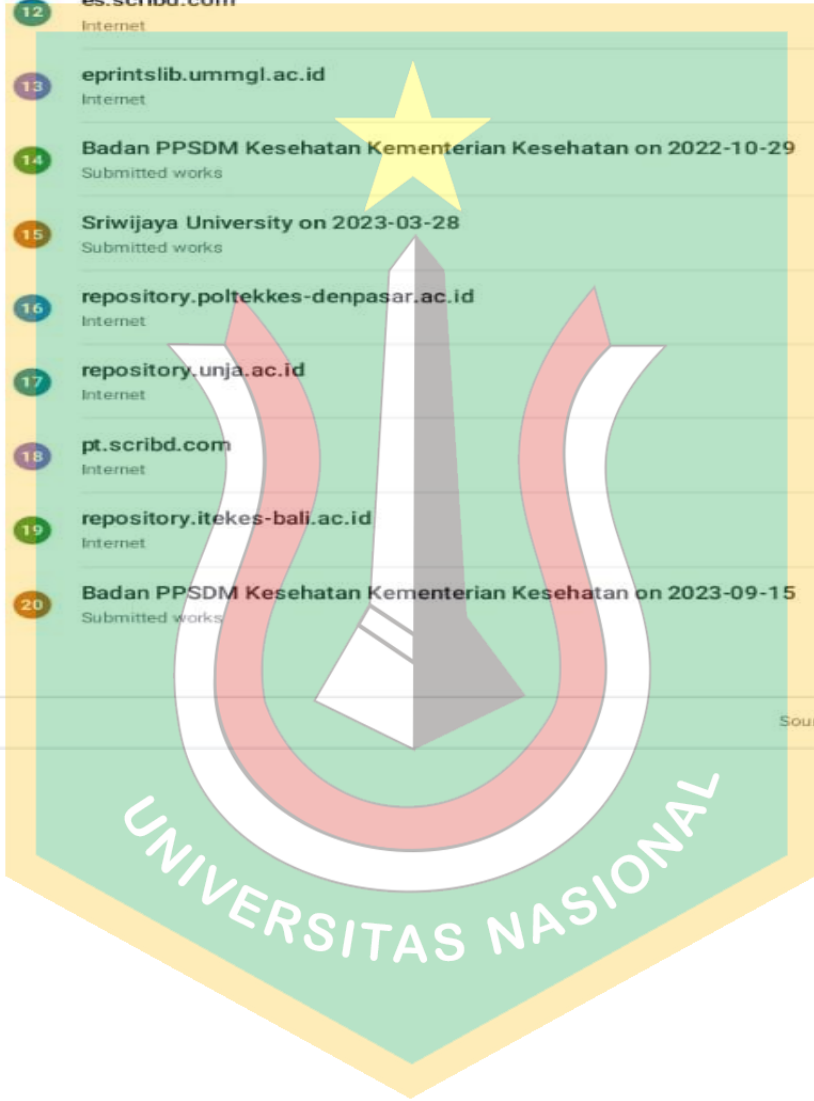 12
es.scribd.com
Internet
13
eprintslib.ummgl.ac.id
Internet
14
Badan PPSDM Kesehatan Kementerian Kesehatan on 2022-10-29
Submitted works
15
Sriwijaya University on 2023-03-28
Submitted works
16
repository.poltekkes-denpasar.ac.id
Internet
17
repository.unja.ac.id
Internet
18
pt.scribd.com
Internet
19
repository.itekes-bali.ac.id
Internet
20
Badan PPSDM Kesehatan Kementerian Kesehatan on 2023-09-15
Submitted works
Sour
UNIVERSITAS NASIONAL